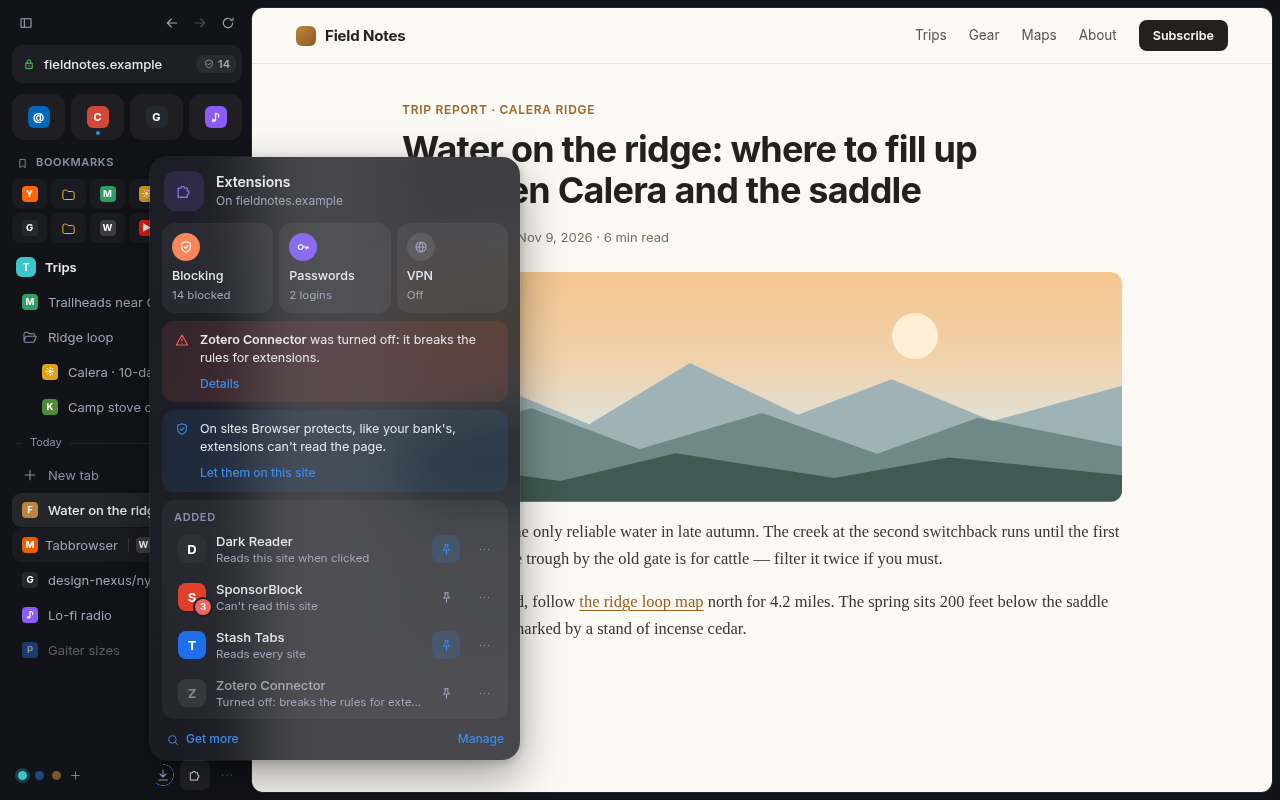 fieldnotes.example
14
@
C
G
BOOKMARKS
Y
M
G
W
T
Trips
M
Trailheads near
Ridge loop
Calera · 10-da
K
Camp stove
Today
New tab
F
Water on the ridg
M
Tabbrowser
W
G
design-nexus/ny
Lo-fi radio
P
Gaiter sizes
Extensions
On fieldnotes.example
Blocking
14 blocked
Passwords
2 logins
VPN
Off
Zotero Connector was turned off: it breaks the
rules for extensions.
Details
On sites Browser protects, like your bank's,
extensions can't read the page.
Let them on this site
ADDED
D
Dark Reader
Reads this site when clicked
S
3
SponsorBlock
Can't read this site
T
Stash Tabs
Reads every site
Z
Zotero Connector
Turned off: breaks the rules for exte...
Get more
Manage
Field Notes
Trips
Gear
Maps
About
Subscribe
TRIP REPORT · CALERA RIDGE
Water on the ridge: where to fill up
Calera and the saddle
Nov 9, 2026 · 6 min read
only reliable water in late autumn. The creek at the second switchback runs until the first
trough by the old gate is for cattle — filter it twice if you must.
follow the ridge loop map north for 4.2 miles. The spring sits 200 feet below the saddle
marked by a stand of incense cedar.